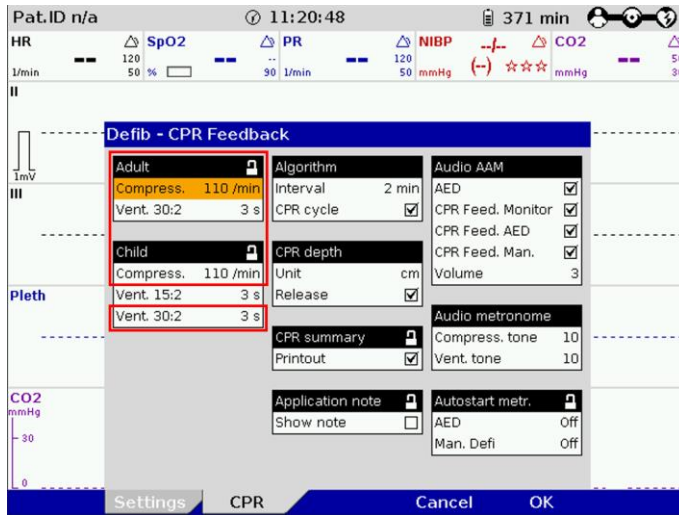 Pat.ID n/a 11:20:48 371 min
HR SpO2 PR NIBP --/-- CO2
120 -- 120
-- -- -- (--) ☆☆☆ --
1/min 50 % 90 1/min 50 mmHg mmHg
II
1mV
III
Pleth
CO2
mmHg
30
0
Defib - CPR Feedback
Adult
Compress. 110 /min
Vent. 30:2 3 s
Child
Compress. 110 /min
Vent. 15:2 3 s
Vent. 30:2 3 s
Algorithm
Interval 2 min
CPR cycle
CPR depth
Unit cm
Release
CPR summary
Printout
Application note
Show note
Audio AAM
AED
CPR Feed. Monitor
CPR Feed. AED
CPR Feed. Man.
Volume 3
Audio metronome
Compress. tone 10
Vent. tone 10
Autostart metr.
AED Off
Man. Defi Off
Settings CPR Cancel OK